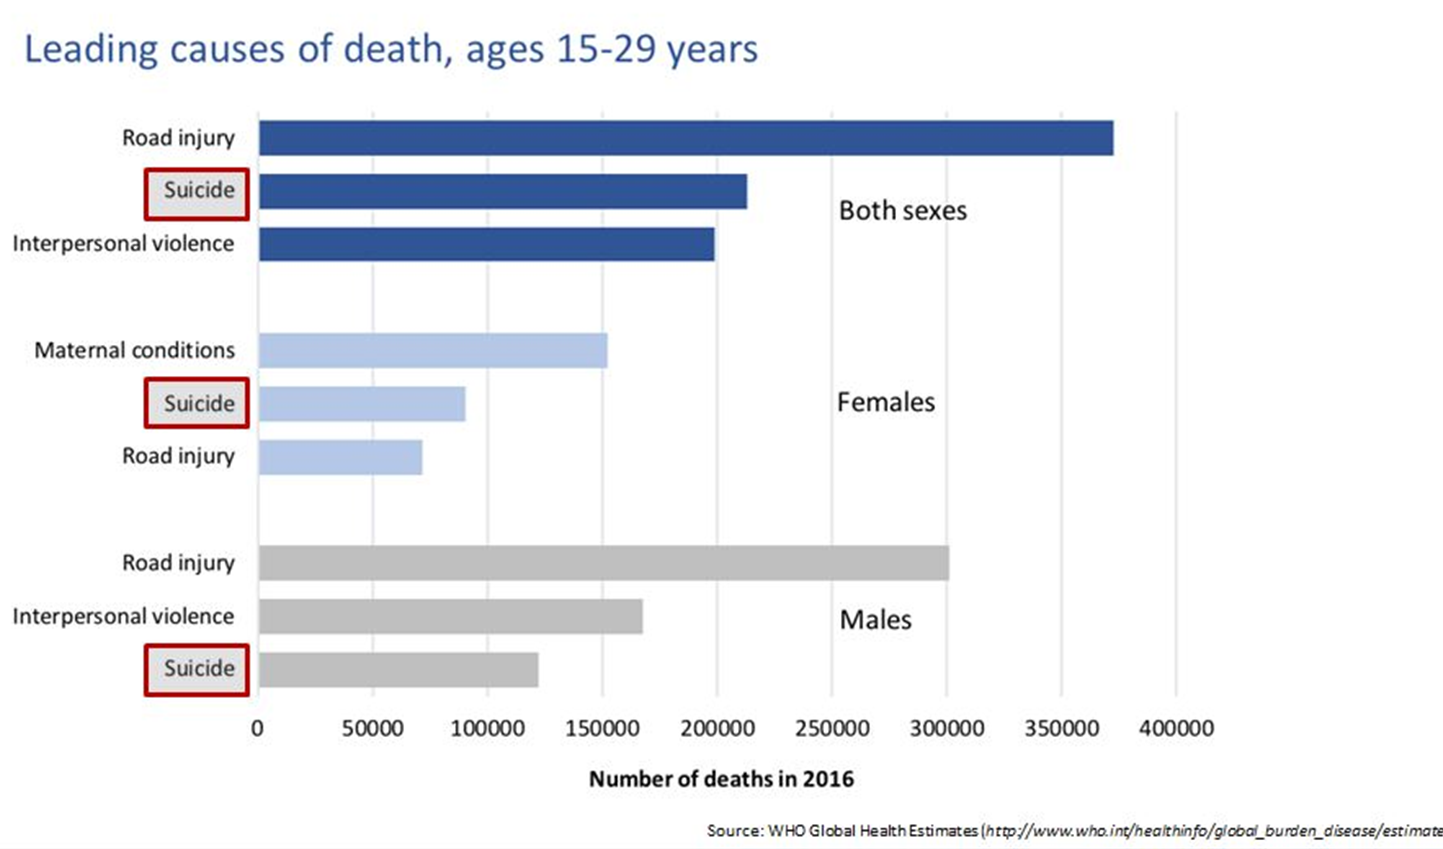 Leading causes of death, ages 15-29 years
Road injury
Suicide
Interpersonal violence
Both sexes
Maternal conditions
Suicide
Road injury
Females
Road injury
Interpersonal violence
Suicide
Males
0 50000 100000 150000 200000 250000 300000 350000 400000
Number of deaths in 2016
Source: WHO Global Health Estimates (http://www.who.int/healthinfo/global_burden_disease/estimate